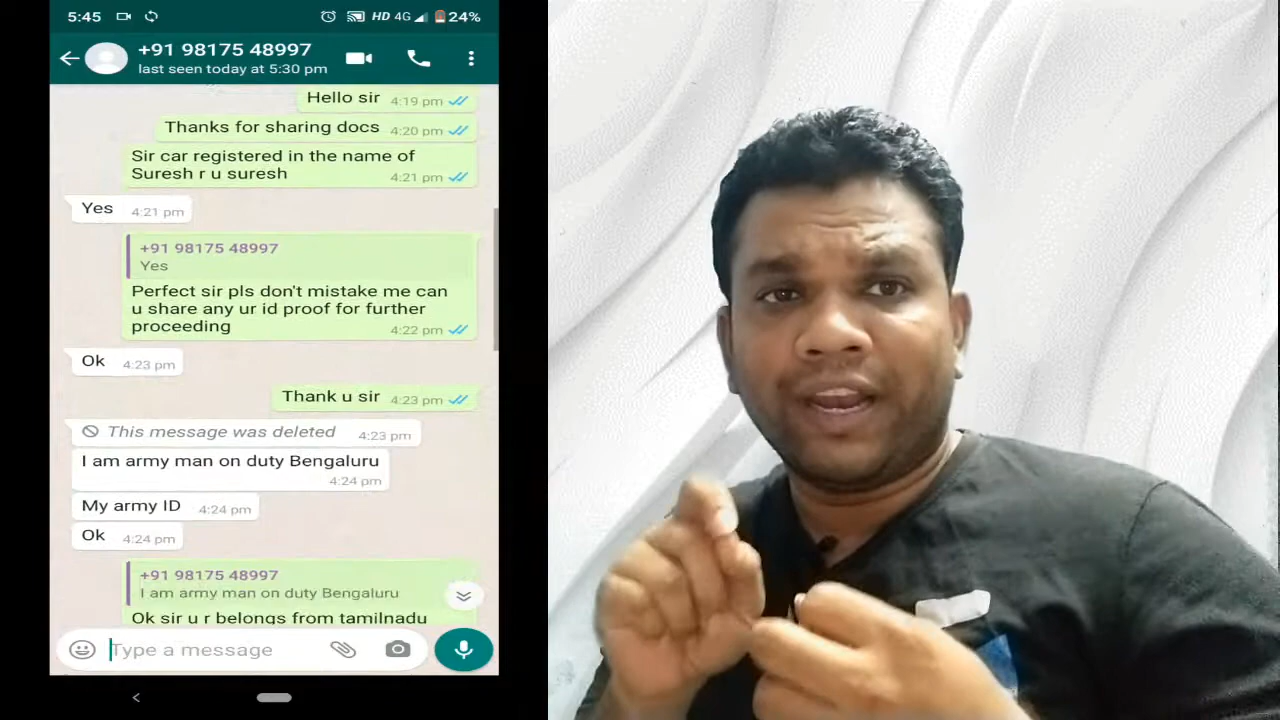 5:45 HD 4G 24%
+91 98175 48997
last seen today at 5:30 pm
Hello sir 4:19 pm
Thanks for sharing docs 4:20 pm
Sir car registered in the name of
Suresh r u suresh 4:21 pm
Yes 4:21 pm
+91 98175 48997
Yes
Perfect sir pls don't mistake me can
u share any ur id proof for further
proceeding 4:22 pm
Ok 4:23 pm
Thank u sir 4:23 pm
This message was deleted 4:23 pm
I am army man on duty Bengaluru
4:24 pm
My army ID 4:24 pm
Ok 4:24 pm
+91 98175 48997
I am army man on duty Bengaluru
Ok sir u r belongs from tamilnadu
Type a message